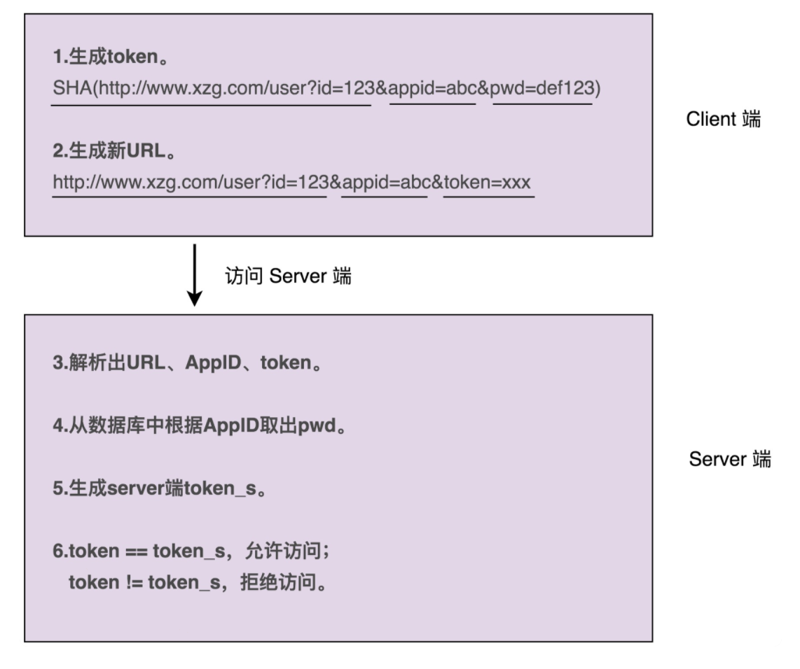 1.生成token。
SHA(http://www.xzg.com/user?id=123&appid=abc&pwd=def123)
2.生成新URL。
http://www.xzg.com/user?id=123&appid=abc&token=xxx
Client 端
访问 Server 端
3.解析出URL、AppID、token。
4.从数据库中根据AppID取出pwd。
5.生成server端token_s。
6.token == token_s，允许访问；
token != token_s，拒绝访问。
Server 端